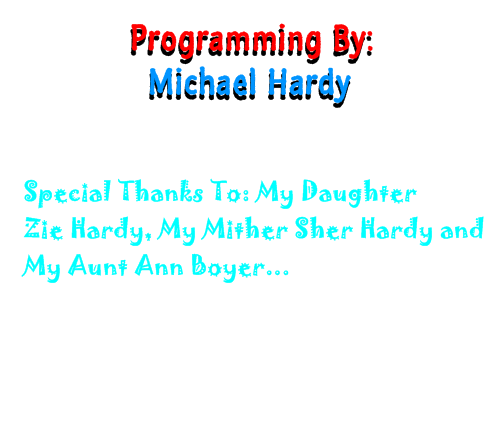 Programming By:
Michael Hardy
Special Thanks To: My Daughter
Zie Hardy, My Mither Sher Hardy and
My Aunt Ann Boyer...